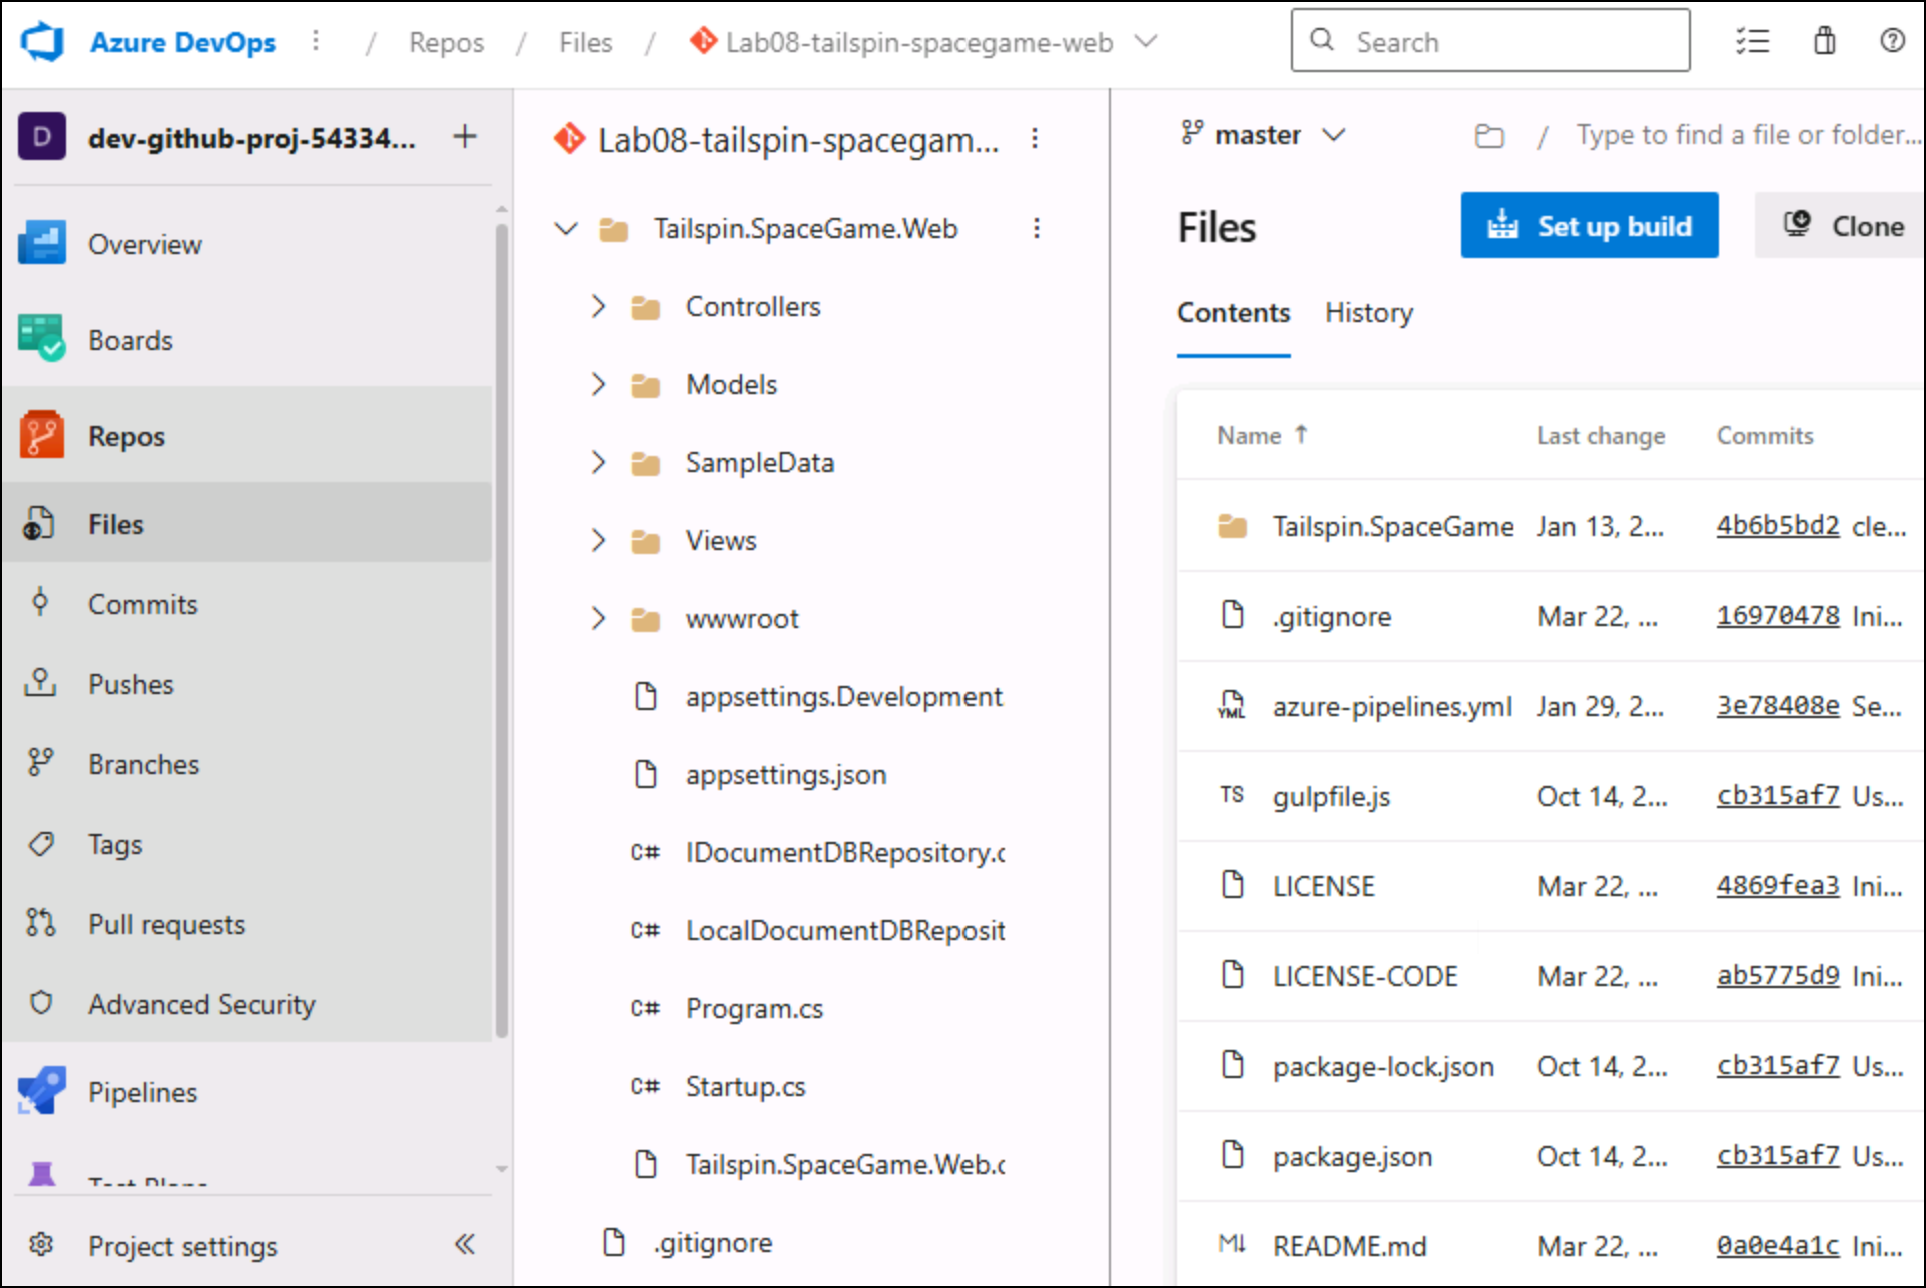 Azure DevOps / Repos / Files / Lab08-tailspin-spacegame-web Search
D dev-github-proj-54334...
Overview
Boards
Repos
Files
Commits
Pushes
Branches
Tags
Pull requests
Advanced Security
Pipelines
Test Plans
Project settings
Lab08-tailspin-spacegam...
Tailspin.SpaceGame.Web
Controllers
Models
SampleData
Views
wwwroot
appsettings.Development
appsettings.json
C# IDocumentDBRepository.c
C# LocalDocumentDBReposit
C# Program.cs
C# Startup.cs
Tailspin.SpaceGame.Web.c
.gitignore
master / Type to find a file or folder...
Files Set up build Clone
Contents History
Name ↑ Last change Commits
Tailspin.SpaceGame Jan 13, 2... 4b6b5bd2 cle...
.gitignore Mar 22, ... 16970478 Ini...
YML azure-pipelines.yml Jan 29, 2... 3e78408e Se...
TS gulpfile.js Oct 14, 2... cb315af7 Us...
LICENSE Mar 22, ... 4869fea3 Ini...
LICENSE-CODE Mar 22, ... ab5775d9 Ini...
package-lock.json Oct 14, 2... cb315af7 Us...
package.json Oct 14, 2... cb315af7 Us...
M↓ README.md Mar 22, ... 0a0e4a1c Ini...